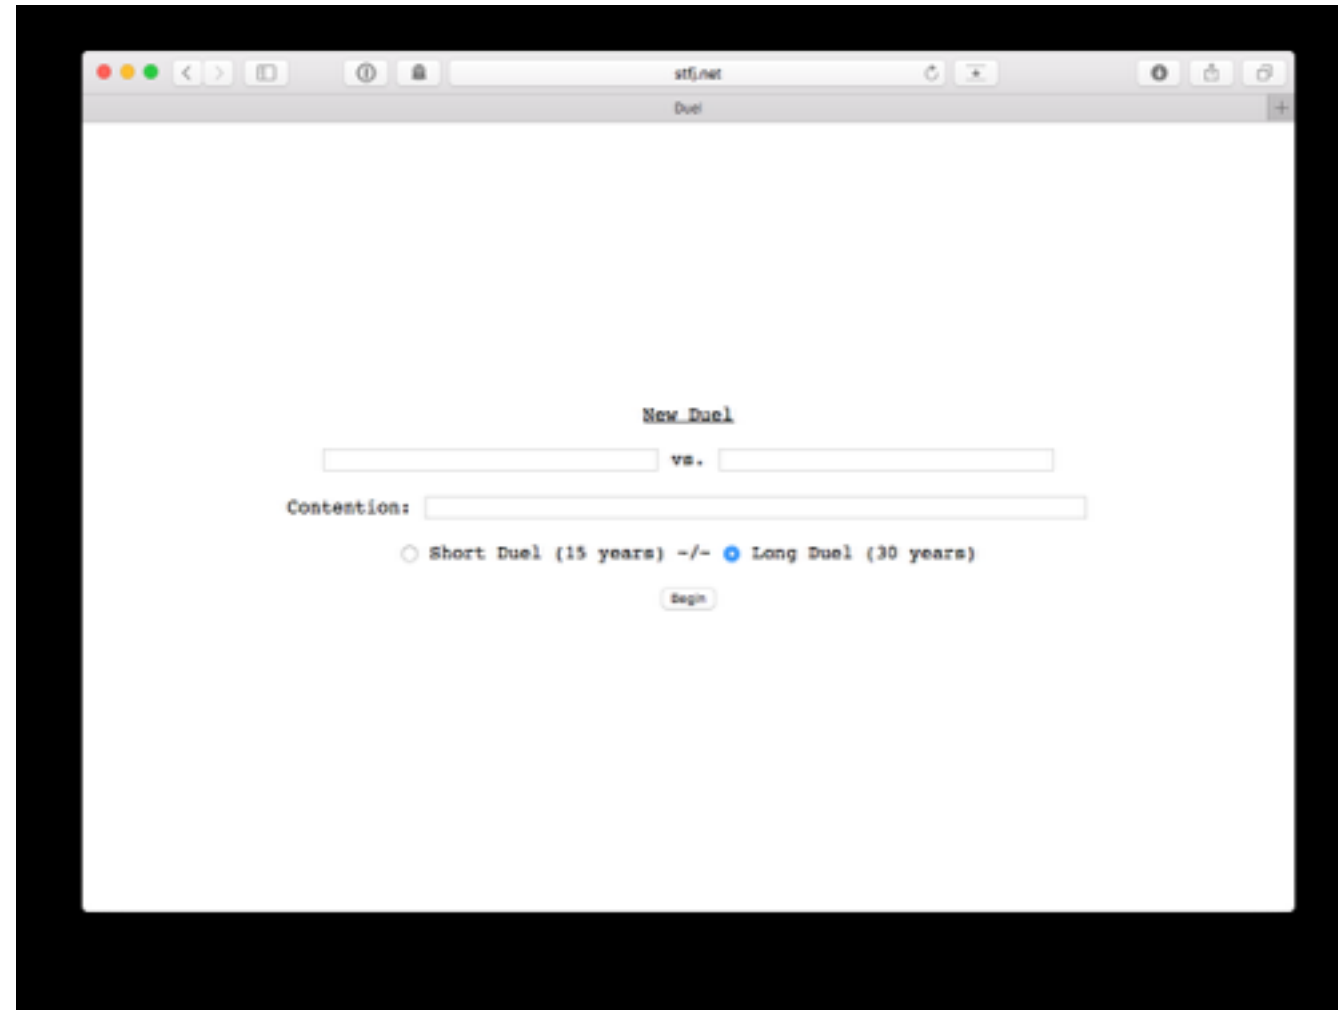 stfj.net
Duel
New Duel
vs.
Contention:
Short Duel (15 years) -/- Long Duel (30 years)
Begin